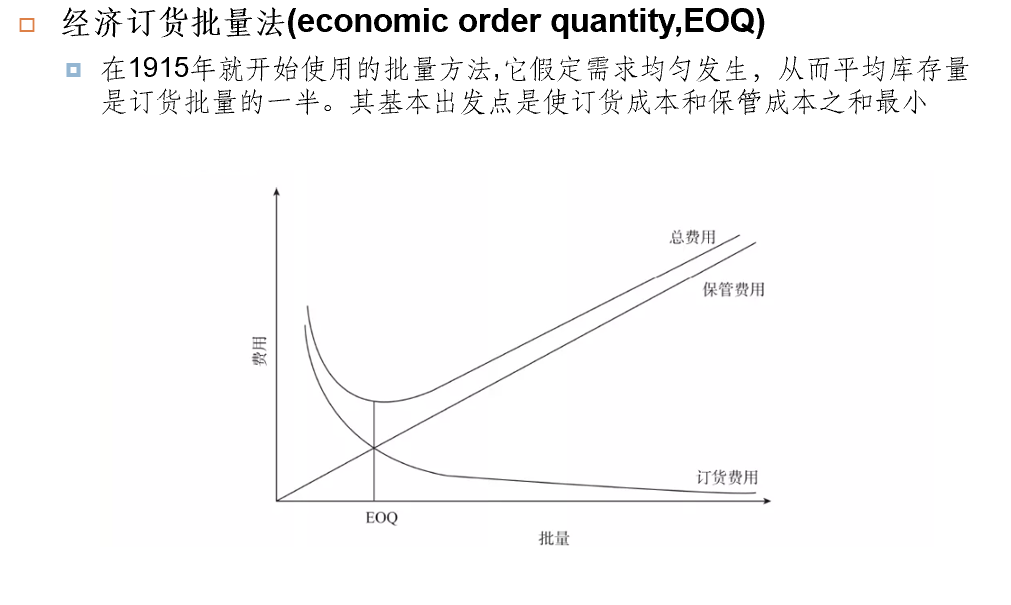 经济订货批量法(economic order quantity,EOQ)
在1915年就开始使用的批量方法,它假定需求均匀发生，从而平均库存量
是订货批量的一半。其基本出发点是使订货成本和保管成本之和最小
总费用
保管费用
费用
订货费用
EOQ
批量